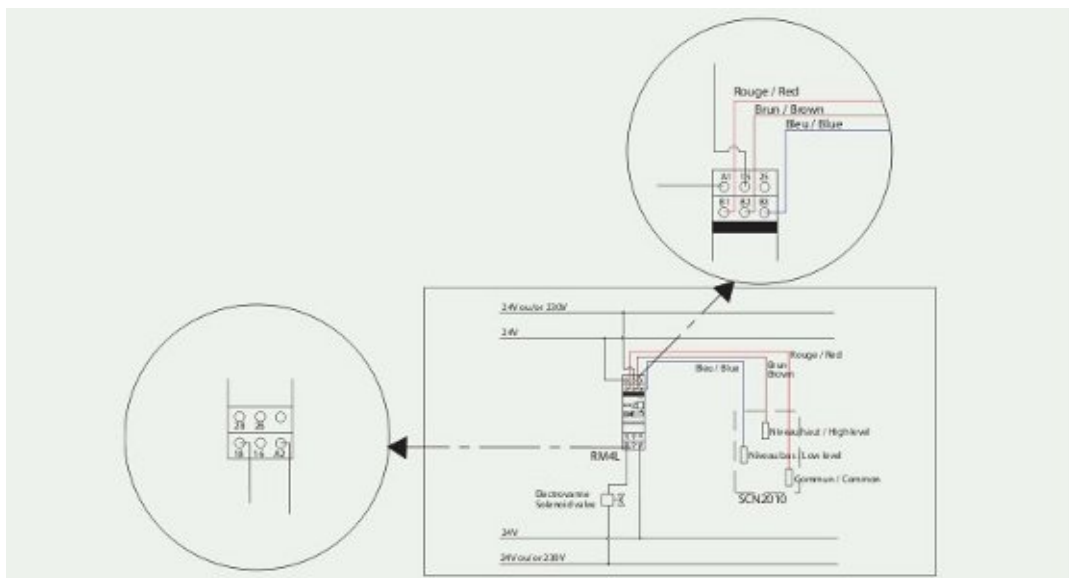 Rouge / Red
Brun / Brown
Bleu / Blue
A1 15 25
B1 B2 B3
24V ou/or 230V
24V
Rouge / Red
Bleu / Blue
Brun
Brown
Niveau haut / High level
RM4L
Niveau bas / Low level
Commun / Common
SCN2010
Electrovanne
Solenoid valve
28 26
18 16 A2
24V
24V ou/or 230V